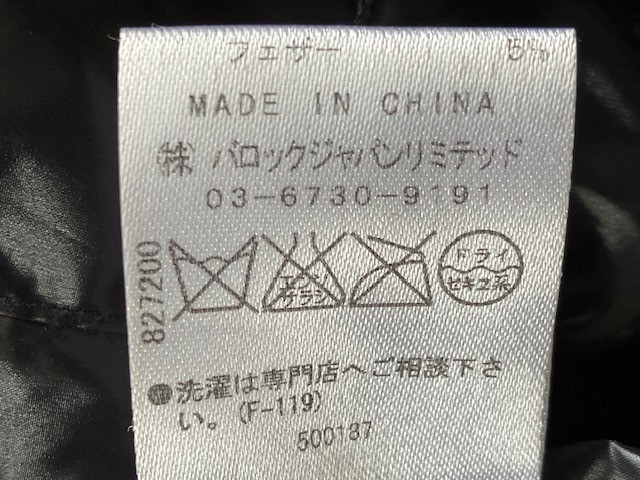 フェザー 5%
MADE IN CHINA
(株) バロックジャパンリミテッド
03-6730-9191
827200
エンソ
サラシ
ドライ
セキユ系
●洗濯は専門店へご相談下さ
い。(F-119)
500187